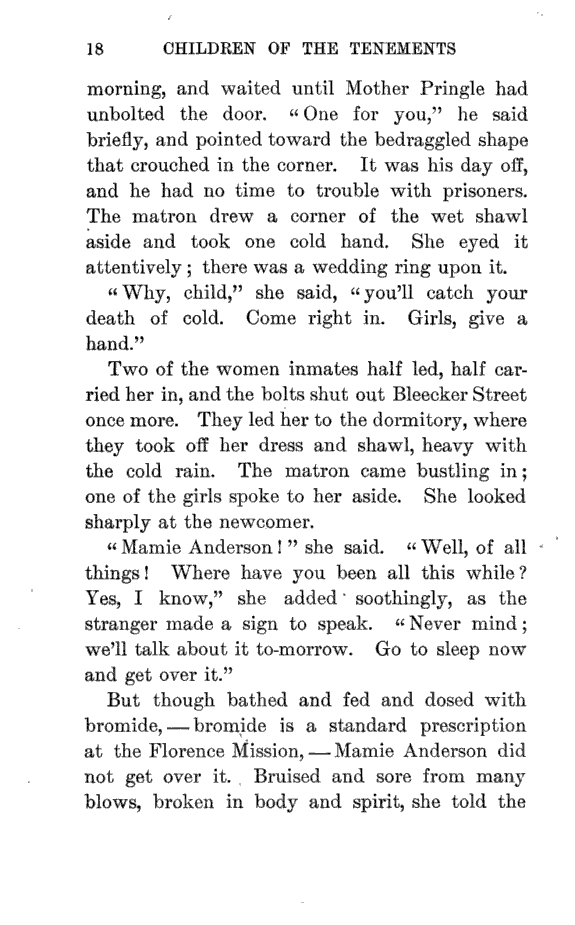 18 CHILDREN OF THE TENEMENTS
morning, and waited until Mother Pringle had
unbolted the door. “One for you,” he said
briefly, and pointed toward the bedraggled shape
that crouched in the corner. It was his day off,
and he had no time to trouble with prisoners.
The matron drew a corner of the wet shawl
aside and took one cold hand. She eyed it
attentively; there was a wedding ring upon it.
“Why, child,” she said, “you’ll catch your
death of cold. Come right in. Girls, give a
hand.”
Two of the women inmates half led, half car-
ried her in, and the bolts shut out Bleecker Street
once more. They led her to the dormitory, where
they took off her dress and shawl, heavy with
the cold rain. The matron came bustling in;
one of the girls spoke to her aside. She looked
sharply at the newcomer.
“Mamie Anderson!” she said. “Well, of all
things! Where have you been all this while?
Yes, I know,” she added soothingly, as the
stranger made a sign to speak. “Never mind;
we’ll talk about it to-morrow. Go to sleep now
and get over it.”
But though bathed and fed and dosed with
bromide,—bromide is a standard prescription
at the Florence Mission,—Mamie Anderson did
not get over it. Bruised and sore from many
blows, broken in body and spirit, she told the